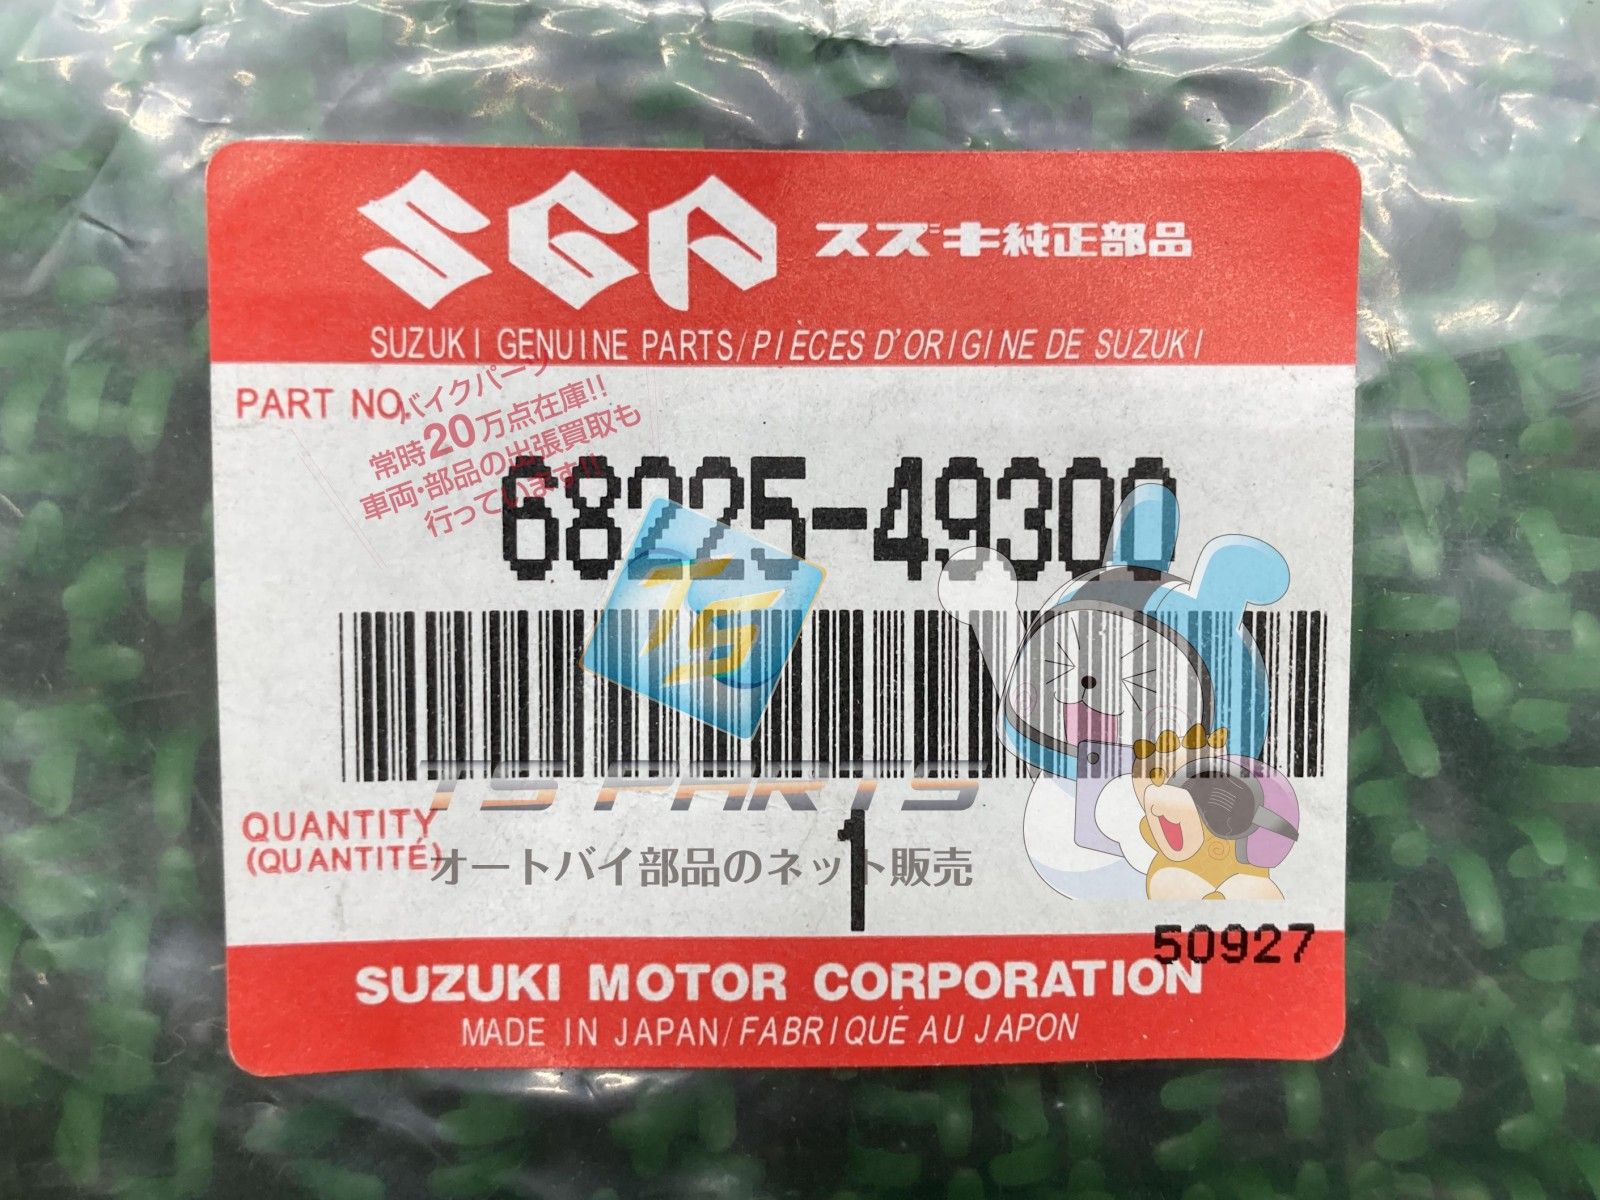 SGP スズキ純正部品
SUZUKI GENUINE PARTS/PIÈCES D'ORIGINE DE SUZUKI
PART NO.
バイクパーツ
常時20万点在庫!!
車両・部品の出張買取も
行っています!!
68225-49300
TS
TS PARTS
QUANTITY
(QUANTITÉ)
1
オートバイ部品のネット販売
50927
SUZUKI MOTOR CORPORATION
MADE IN JAPAN/FABRIQUÉ AU JAPON